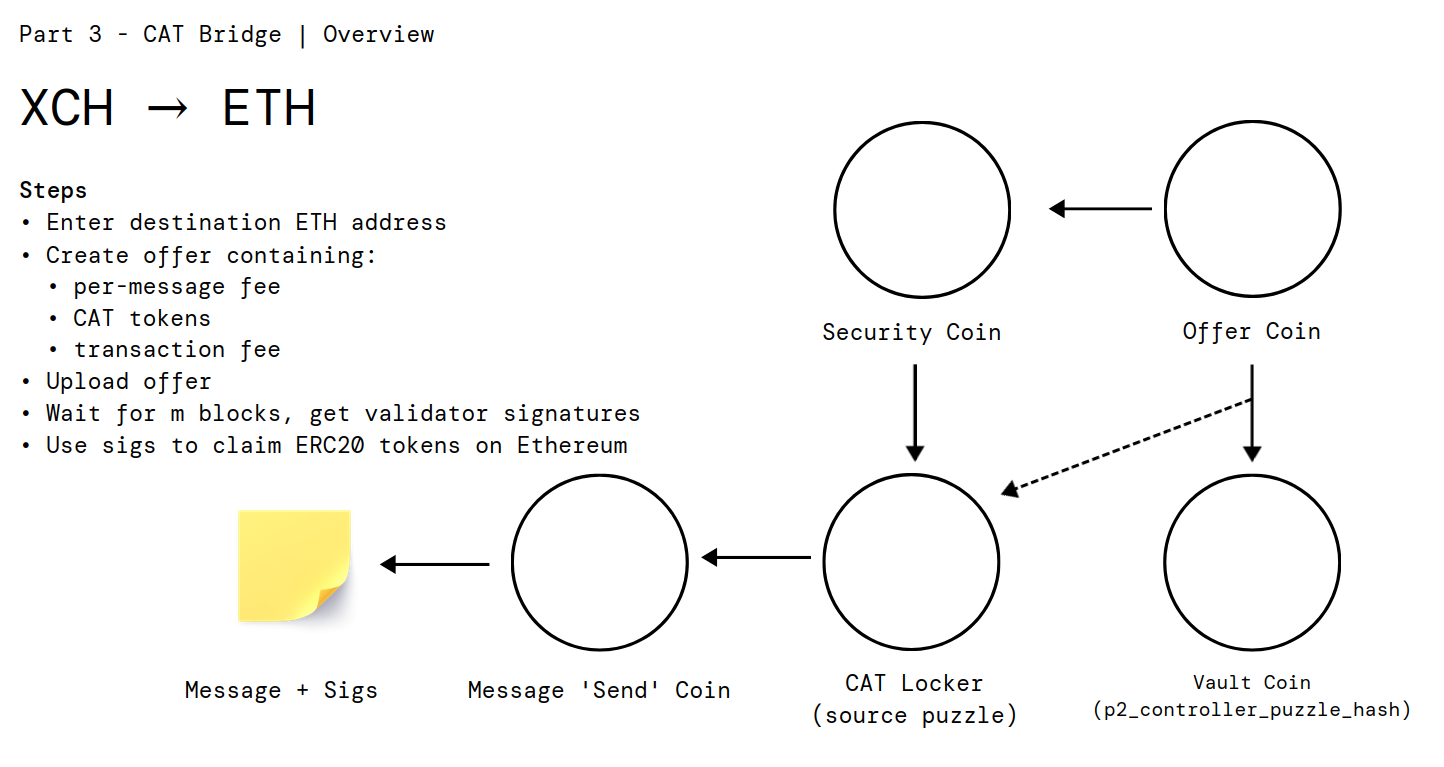 Part 3 - CAT Bridge | Overview
XCH → ETH
Steps
• Enter destination ETH address
• Create offer containing:
• per-message fee
• CAT tokens
• transaction fee
• Upload offer
• Wait for m blocks, get validator signatures
• Use sigs to claim ERC20 tokens on Ethereum
Security Coin
Offer Coin
Message + Sigs
Message 'Send' Coin
CAT Locker
(source puzzle)
Vault Coin
(p2_controller_puzzle_hash)